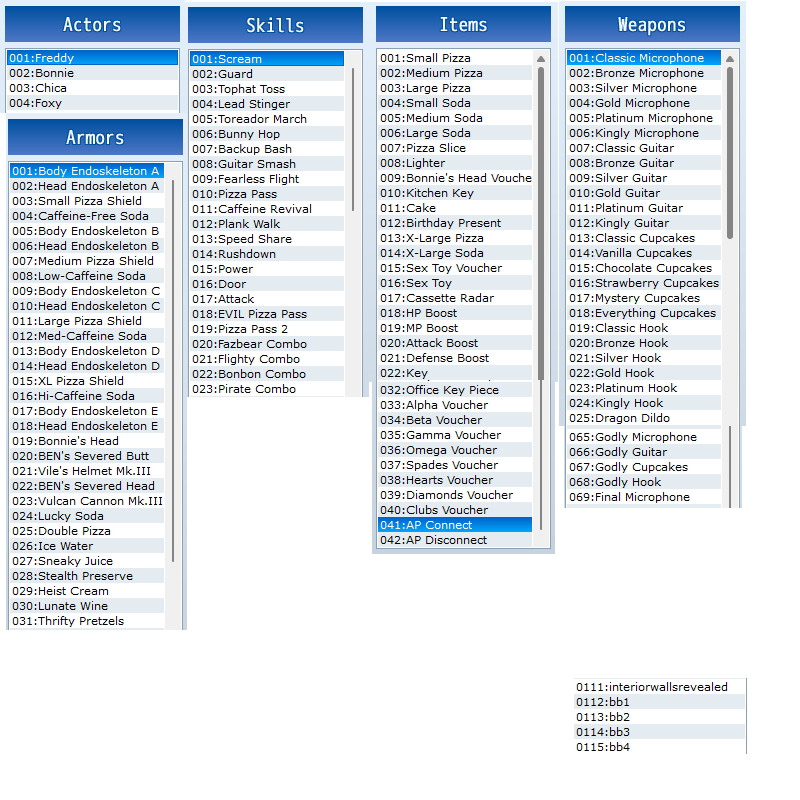 Actors
001:Freddy
002:Bonnie
003:Chica
004:Foxy
Armors
001:Body Endoskeleton A
002:Head Endoskeleton A
003:Small Pizza Shield
004:Caffeine-Free Soda
005:Body Endoskeleton B
006:Head Endoskeleton B
007:Medium Pizza Shield
008:Low-Caffeine Soda
009:Body Endoskeleton C
010:Head Endoskeleton C
011:Large Pizza Shield
012:Med-Caffeine Soda
013:Body Endoskeleton D
014:Head Endoskeleton D
015:XL Pizza Shield
016:Hi-Caffeine Soda
017:Body Endoskeleton E
018:Head Endoskeleton E
019:Bonnie's Head
020:BEN's Severed Butt
021:Vile's Helmet Mk.III
022:BEN's Severed Head
023:Vulcan Cannon Mk.III
024:Lucky Soda
025:Double Pizza
026:Ice Water
027:Sneaky Juice
028:Stealth Preserve
029:Heist Cream
030:Lunate Wine
031:Thrifty Pretzels
Skills
001:Scream
002:Guard
003:Tophat Toss
004:Lead Stinger
005:Toreador March
006:Bunny Hop
007:Backup Bash
008:Guitar Smash
009:Fearless Flight
010:Pizza Pass
011:Caffeine Revival
012:Plank Walk
013:Speed Share
014:Rushdown
015:Power
016:Door
017:Attack
018:EVIL Pizza Pass
019:Pizza Pass 2
020:Fazbear Combo
021:Flighty Combo
022:Bonbon Combo
023:Pirate Combo
Items
001:Small Pizza
002:Medium Pizza
003:Large Pizza
004:Small Soda
005:Medium Soda
006:Large Soda
007:Pizza Slice
008:Lighter
009:Bonnie's Head Vouche
010:Kitchen Key
011:Cake
012:Birthday Present
013:X-Large Pizza
014:X-Large Soda
015:Sex Toy Voucher
016:Sex Toy
017:Cassette Radar
018:HP Boost
019:MP Boost
020:Attack Boost
021:Defense Boost
022:Key
032:Office Key Piece
033:Alpha Voucher
034:Beta Voucher
035:Gamma Voucher
036:Omega Voucher
037:Spades Voucher
038:Hearts Voucher
039:Diamonds Voucher
040:Clubs Voucher
041:AP Connect
042:AP Disconnect
Weapons
001:Classic Microphone
002:Bronze Microphone
003:Silver Microphone
004:Gold Microphone
005:Platinum Microphone
006:Kingly Microphone
007:Classic Guitar
008:Bronze Guitar
009:Silver Guitar
010:Gold Guitar
011:Platinum Guitar
012:Kingly Guitar
013:Classic Cupcakes
014:Vanilla Cupcakes
015:Chocolate Cupcakes
016:Strawberry Cupcakes
017:Mystery Cupcakes
018:Everything Cupcakes
019:Classic Hook
020:Bronze Hook
021:Silver Hook
022:Gold Hook
023:Platinum Hook
024:Kingly Hook
025:Dragon Dildo
065:Godly Microphone
066:Godly Guitar
067:Godly Cupcakes
068:Godly Hook
069:Final Microphone
0111:interiorwallsrevealed
0112:bb1
0113:bb2
0114:bb3
0115:bb4